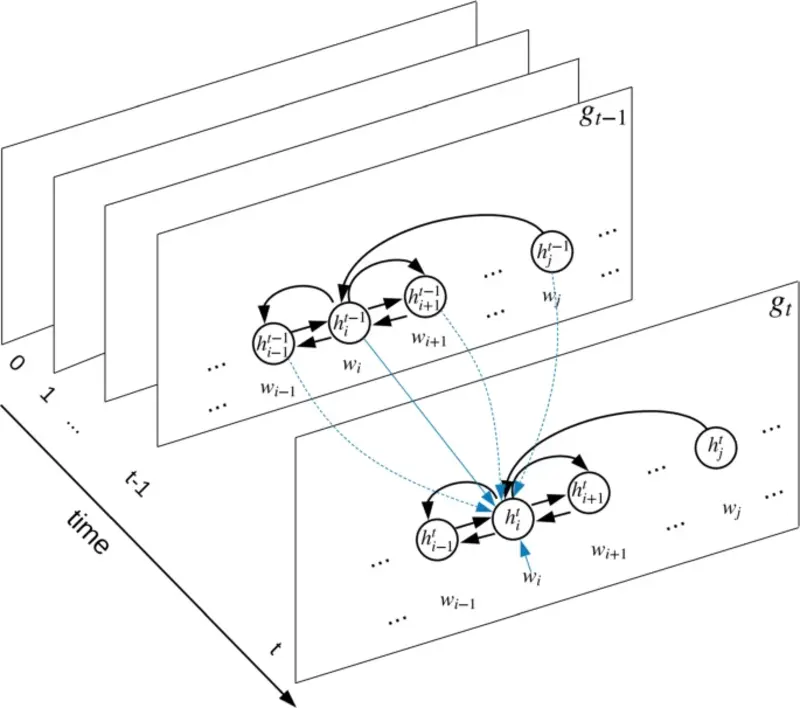 g_{t-1}
h_j^{t-1}
...
...
h_{i+1}^{t-1}
...
w_j
h_i^{t-1}
...
h_{i-1}^{t-1}
w_{i+1}
w_i
...
w_{i-1}
...
0
1
...
t-1
time
t
g_t
h_j^t
...
...
h_{i+1}^t
...
w_j
h_i^t
...
h_{i-1}^t
w_{i+1}
...
w_i
w_{i-1}
...